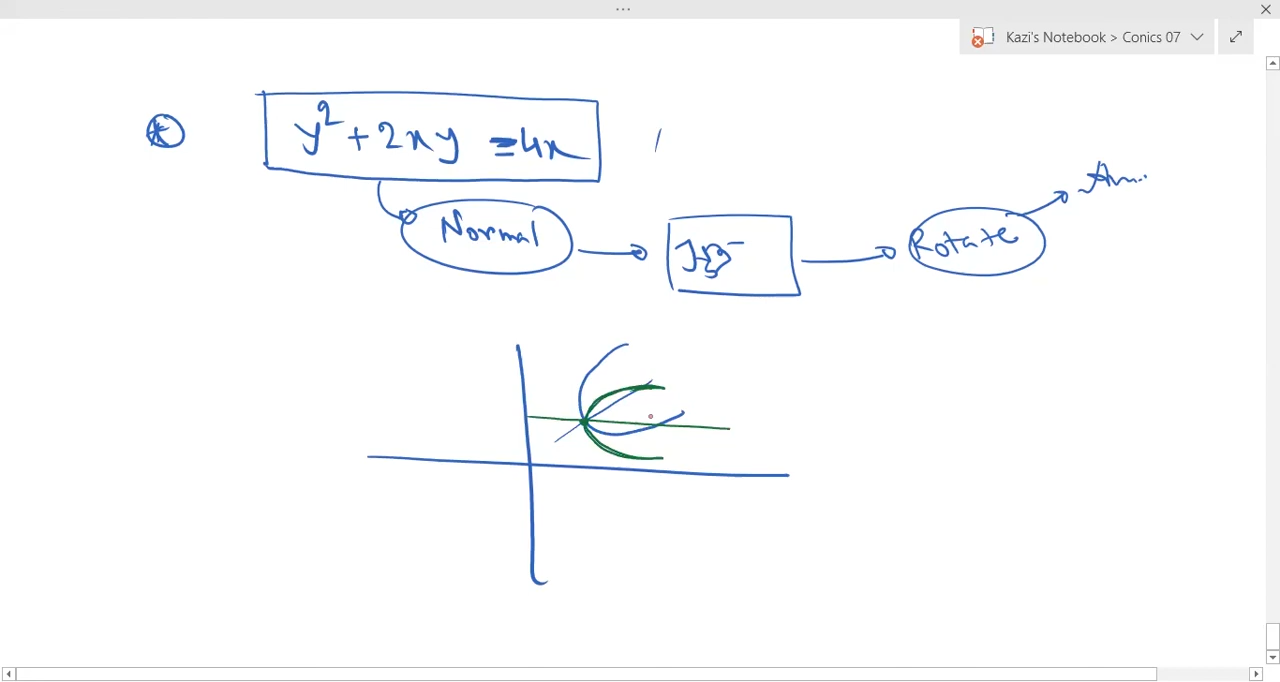 ...
Kazi's Notebook > Conics 07
y² + 2xy = 4x
Normal
Rotate